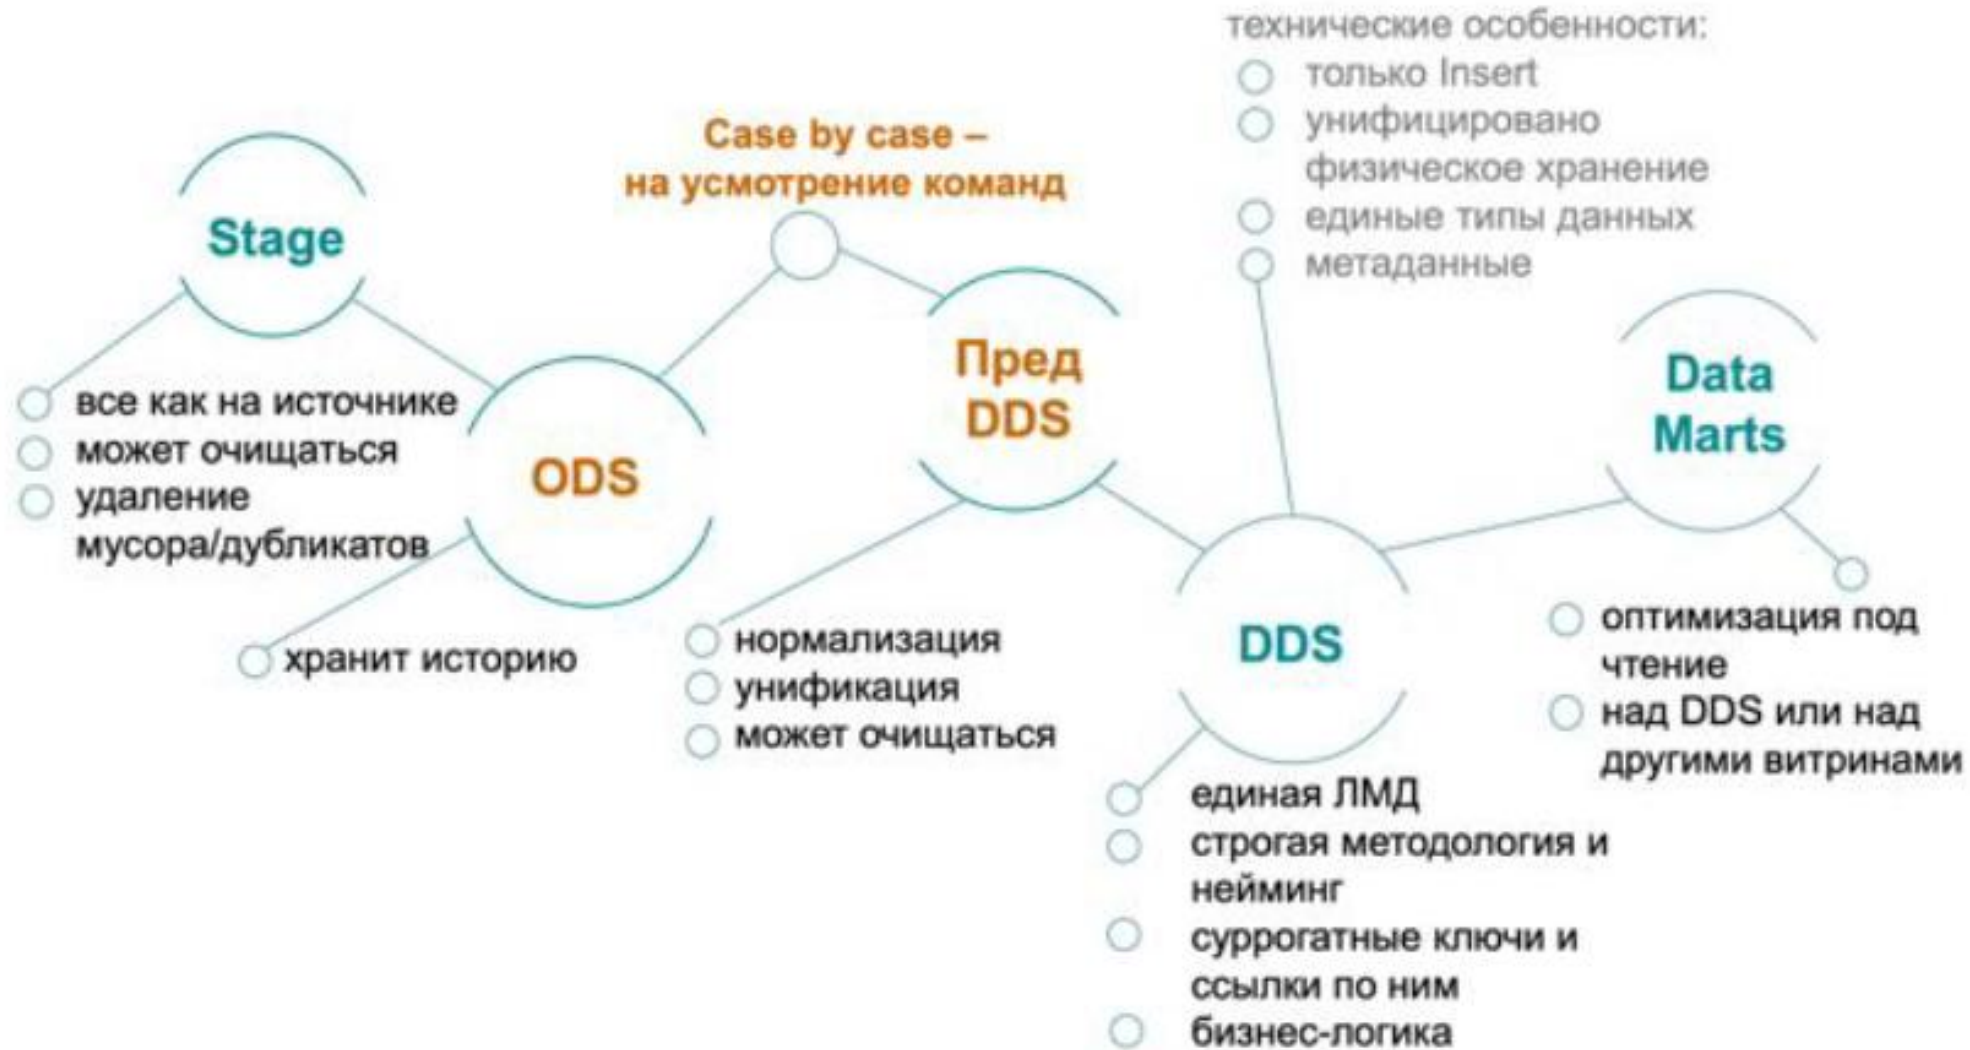 технические особенности:
только Insert
унифицировано
физическое хранение
единые типы данных
метаданные
Case by case –
на усмотрение команд
Stage
все как на источнике
может очищаться
удаление
мусора/дубликатов
ODS
хранит историю
Пред
DDS
нормализация
унификация
может очищаться
DDS
единая ЛМД
строгая методология и
нейминг
суррогатные ключи и
ссылки по ним
бизнес-логика
Data
Marts
оптимизация под
чтение
над DDS или над
другими витринами